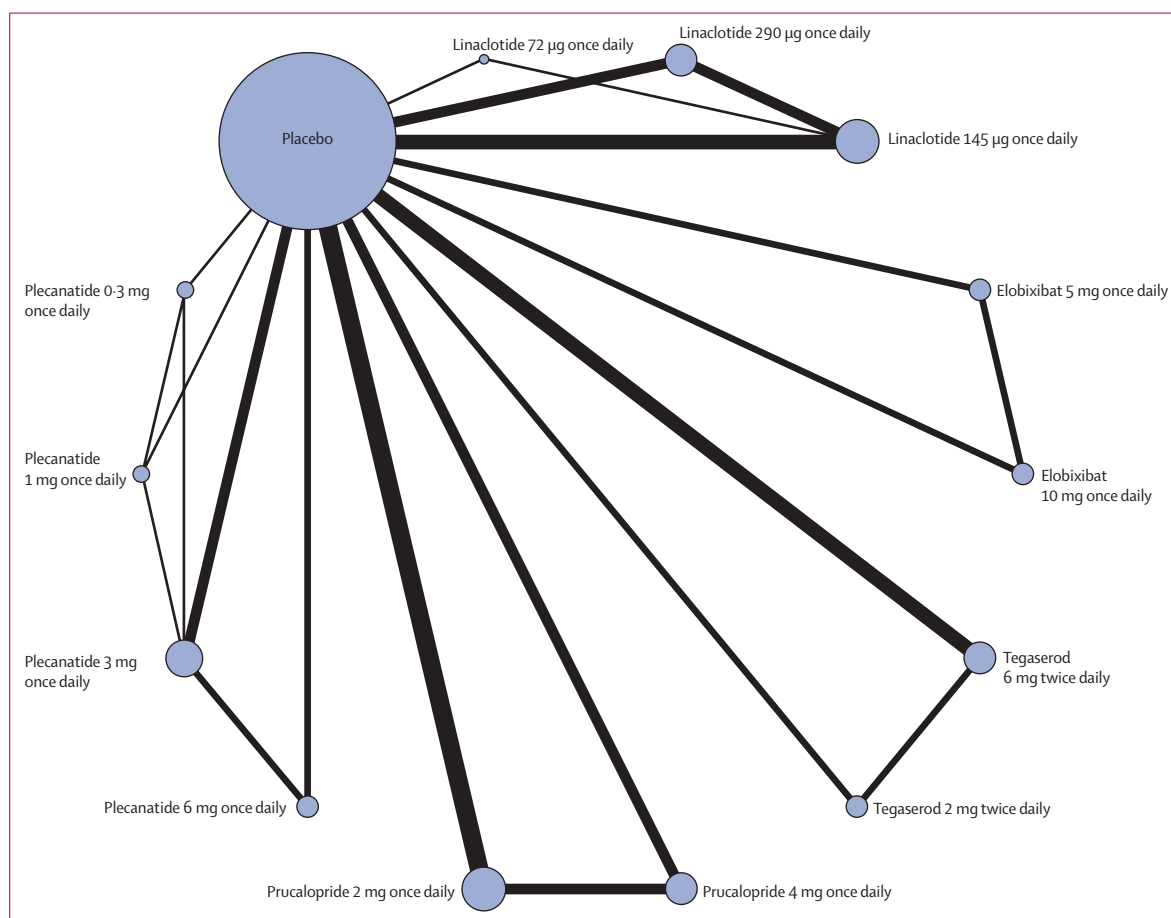 Linaclotide 290 µg once daily
Linaclotide 72 µg once daily
Placebo
Linaclotide 145 µg once daily
Plecanatide 0·3 mg
once daily
Elobixibat 5 mg once daily
Plecanatide
1 mg once daily
Elobixibat
10 mg once daily
Plecanatide 3 mg
once daily
Tegaserod
6 mg twice daily
Plecanatide 6 mg once daily
Tegaserod 2 mg twice daily
Prucalopride 2 mg once daily
Prucalopride 4 mg once daily